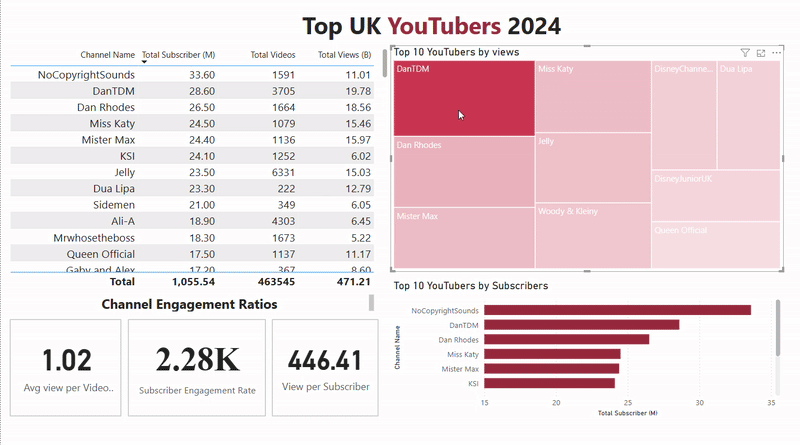 Top UK YouTubers 2024
Channel Name Total Subscriber (M) Total Videos Total Views (B)
NoCopyrightSounds 33.60 1591 11.01
DanTDM 28.60 3705 19.78
Dan Rhodes 26.50 1664 18.56
Miss Katy 24.50 1079 15.46
Mister Max 24.40 1136 15.97
KSI 24.10 1252 6.02
Jelly 23.50 6331 15.03
Dua Lipa 23.30 222 12.79
Sidemen 21.00 349 6.05
Ali-A 18.90 4303 6.45
Mrwhosetheboss 18.30 1673 5.22
Queen Official 17.50 1137 11.17
Gaby and Alex 17.20 367 8.60
Total 1,055.54 463545 471.21
Top 10 YouTubers by views
DanTDM
Dan Rhodes
Mister Max
Miss Katy
Jelly
Woody & Kleiny
DisneyChanne...
Dua Lipa
DisneyJuniorUK
Queen Official
Channel Engagement Ratios
1.02
Avg view per Video..
2.28K
Subscriber Engagement Rate
446.41
View per Subscriber
Top 10 YouTubers by Subscribers
Channel Name
NoCopyrightSounds
DanTDM
Dan Rhodes
Miss Katy
Mister Max
KSI
15 20 25 30 35
Total Subscriber (M)